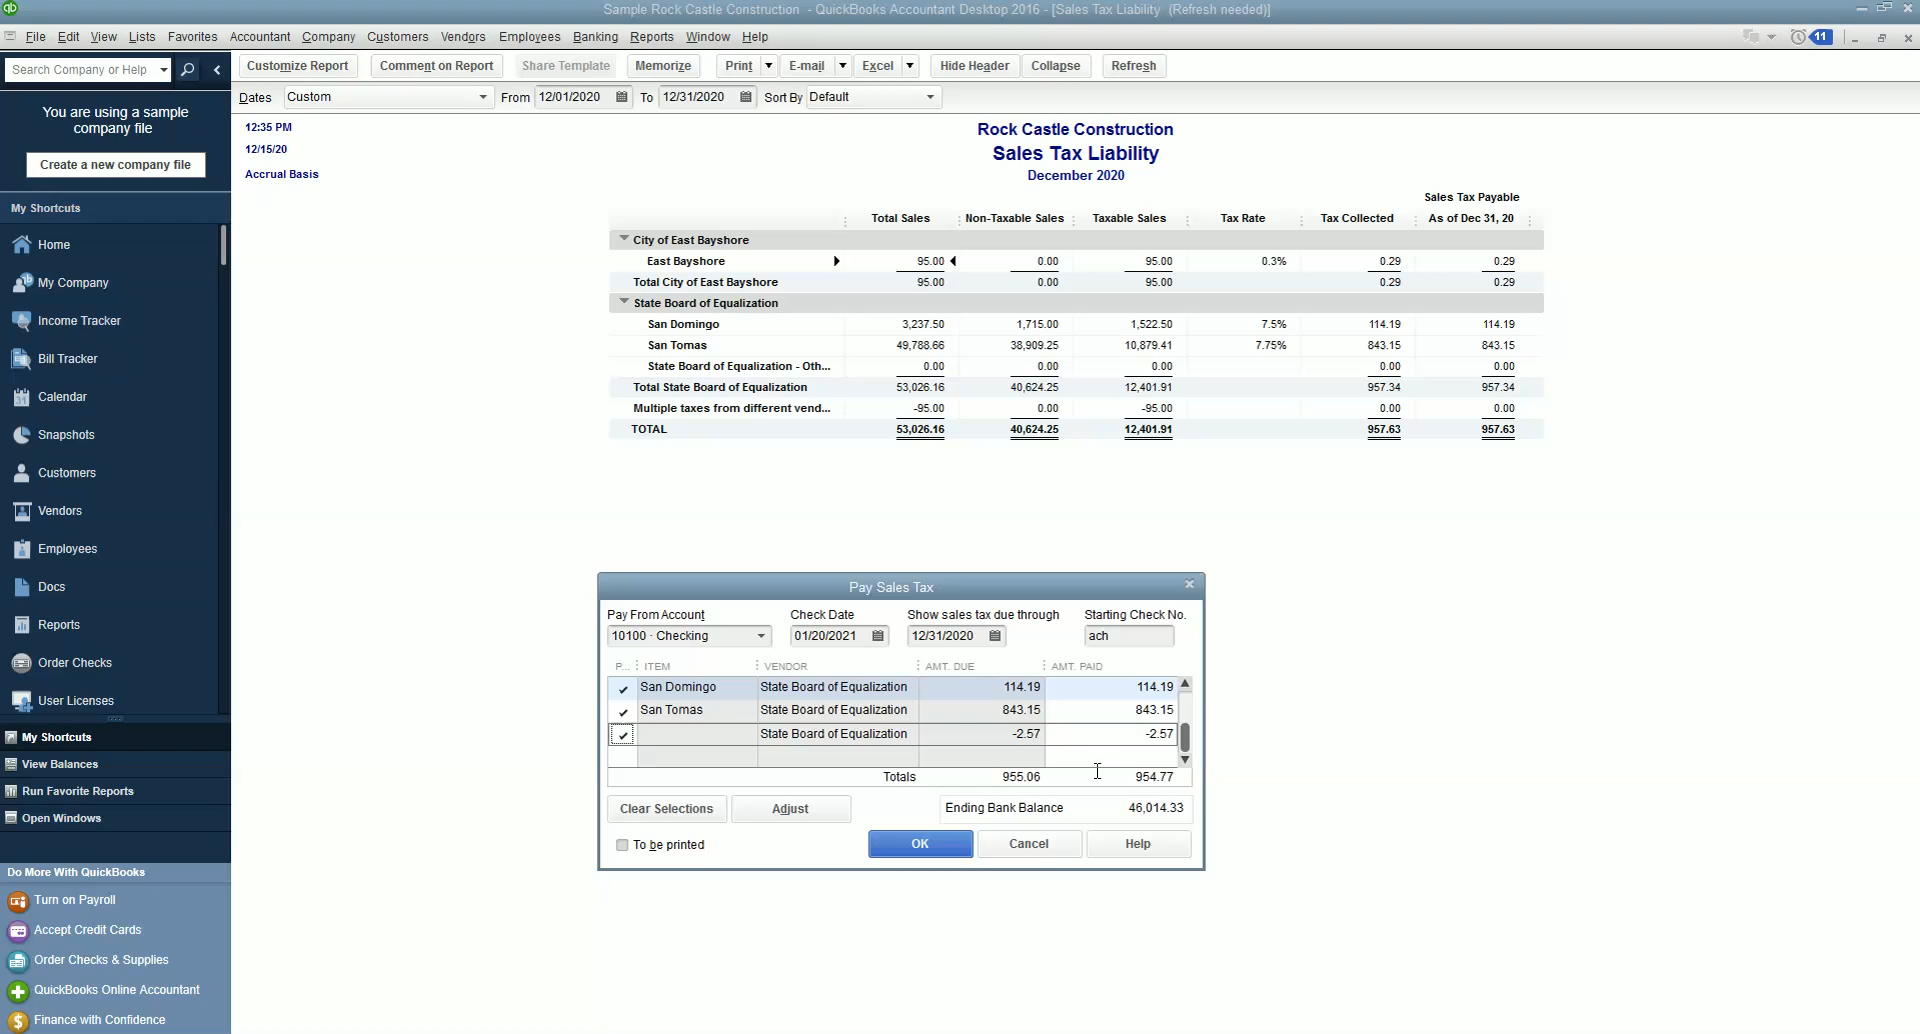 Sample Rock Castle Construction - QuickBooks Accountant Desktop 2016 - [Sales Tax Liability (Refresh needed)]
File Edit View Lists Favorites Accountant Company Customers Vendors Employees Banking Reports Window Help 11
Search Company or Help
Customize Report Comment on Report Share Template Memorize Print E-mail Excel Hide Header Collapse Refresh
Dates Custom From 12/01/2020 To 12/31/2020 Sort By Default
You are using a sample
company file
Create a new company file
My Shortcuts
Home
My Company
Income Tracker
Bill Tracker
Calendar
Snapshots
Customers
Vendors
Employees
Docs
Reports
Order Checks
User Licenses
My Shortcuts
View Balances
Run Favorite Reports
Open Windows
Do More With QuickBooks
Turn on Payroll
Accept Credit Cards
Order Checks & Supplies
QuickBooks Online Accountant
Finance with Confidence
12:35 PM
12/15/20
Accrual Basis
Rock Castle Construction
Sales Tax Liability
December 2020
Sales Tax Payable
Total Sales Non-Taxable Sales Taxable Sales Tax Rate Tax Collected As of Dec 31, 20
City of East Bayshore
East Bayshore 95.00 0.00 95.00 0.3% 0.29 0.29
Total City of East Bayshore 95.00 0.00 95.00 0.29 0.29
State Board of Equalization
San Domingo 3,237.50 1,715.00 1,522.50 7.5% 114.19 114.19
San Tomas 49,788.66 38,909.25 10,879.41 7.75% 843.15 843.15
State Board of Equalization - Oth... 0.00 0.00 0.00 0.00 0.00
Total State Board of Equalization 53,026.16 40,624.25 12,401.91 957.34 957.34
Multiple taxes from different vend... -95.00 0.00 -95.00 0.00 0.00
TOTAL 53,026.16 40,624.25 12,401.91 957.63 957.63
Pay Sales Tax
Pay From Account Check Date Show sales tax due through Starting Check No.
10100 · Checking 01/20/2021 12/31/2020 ach
P... ITEM VENDOR AMT. DUE AMT. PAID
San Domingo State Board of Equalization 114.19 114.19
San Tomas State Board of Equalization 843.15 843.15
State Board of Equalization -2.57 -2.57
Totals 955.06 954.77
Clear Selections Adjust Ending Bank Balance 46,014.33
To be printed OK Cancel Help